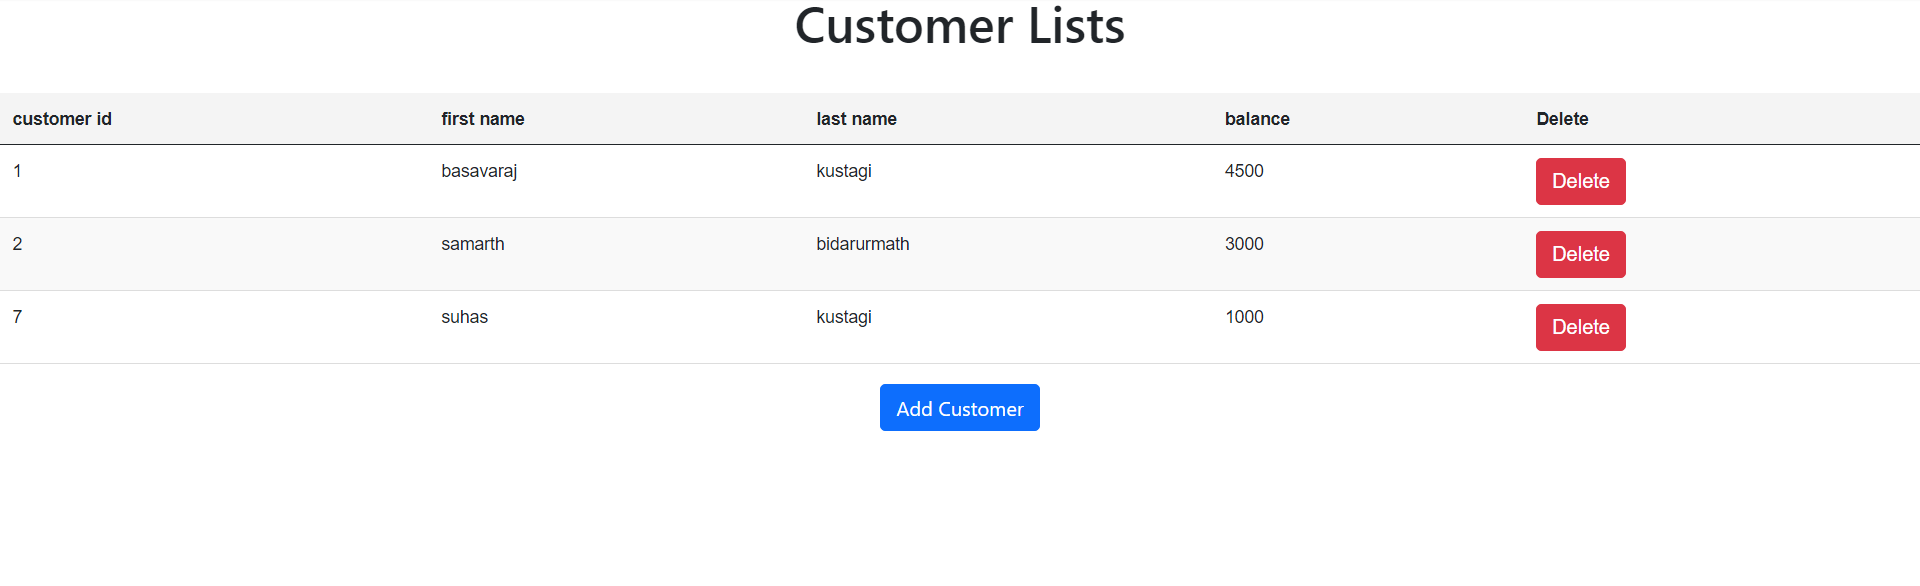 Customer Lists
customer id first name last name balance Delete
1 basavaraj kustagi 4500 Delete
2 samarth bidarurmath 3000 Delete
7 suhas kustagi 1000 Delete
Add Customer